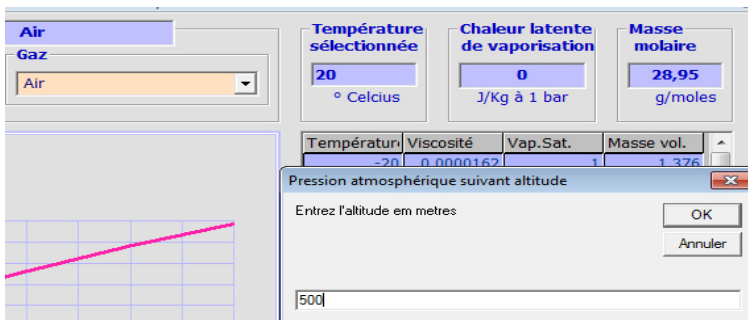 Air
Gaz
Air
Température
sélectionnée
20
° Celcius
Chaleur latente
de vaporisation
0
J/Kg à 1 bar
Masse
molaire
28,95
g/moles
Températur Viscosité Vap.Sat. Masse vol.
-20 0,0000162 1 1,376
Pression atmosphérique suivant altitude
Entrez l'altitude em metres
OK
Annuler
500